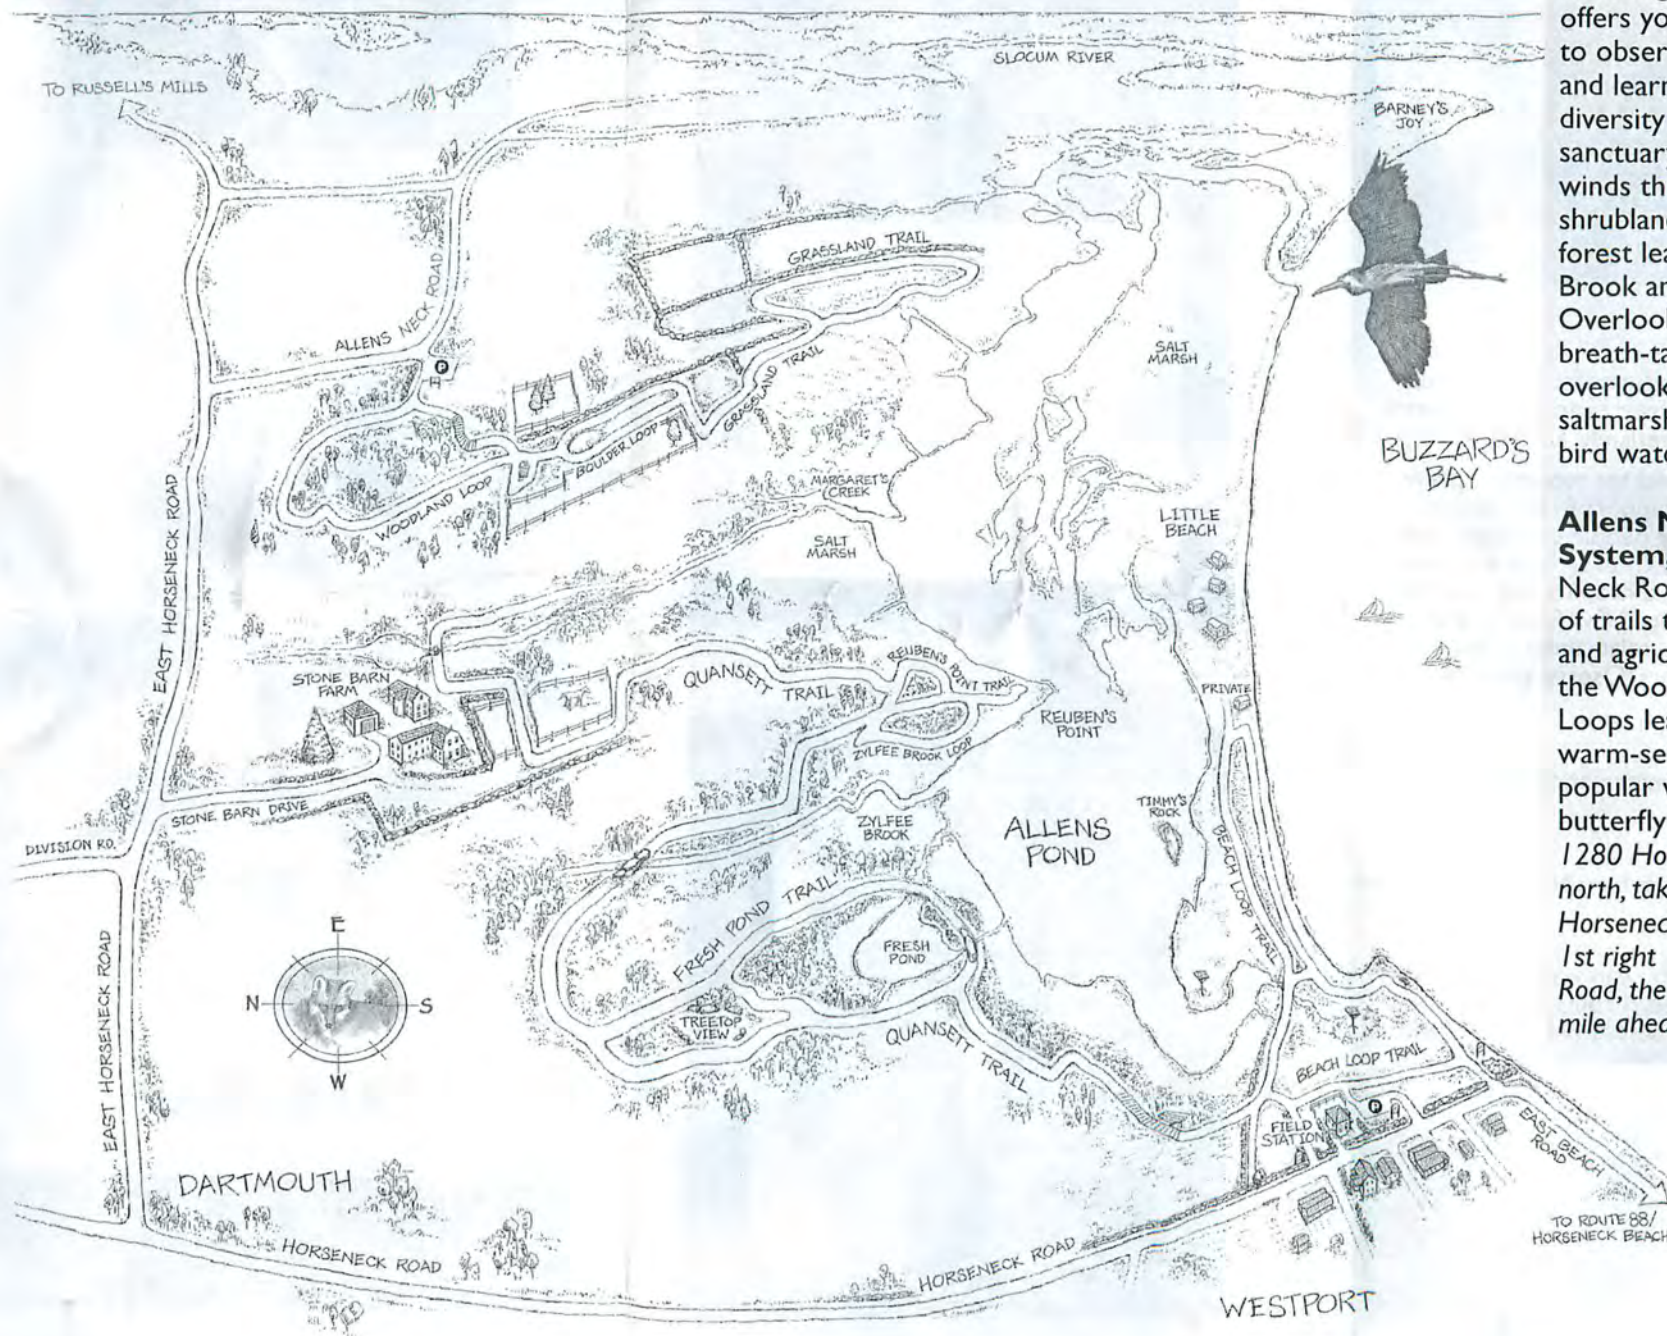 SLOCUM RIVER
TO RUSSELL'S MILLS
BARNEY'S
JOY
GRASSLAND TRAIL
ALLENS NECK ROAD
P
GRASSLAND TRAIL
SALT
MARSH
BOULDER LOOP
WOODLAND LOOP
MARGARET'S
CREEK
BUZZARD'S
BAY
LITTLE
BEACH
SALT
MARSH
EAST HORSENECK ROAD
STONE BARN
FARM
QUANSETT TRAIL
REUBEN'S POINT TRAIL
PRIVATE
REUBEN'S
POINT
ZYLFEE BROOK LOOP
STONE BARN DRIVE
ZYLFEE
BROOK
TIMMY'S
ROCK
ALLENS
POND
BEACH LOOP TRAIL
DIVISION RD.
FRESH POND TRAIL
FRESH
POND
E
N
S
W
TREETOP
VIEW
QUANSETT TRAIL
EAST HORSENECK ROAD
BEACH LOOP TRAIL
P
FIELD
STATION
EAST BEACH
ROAD
DARTMOUTH
TO ROUTE 88/
HORSENECK BEACH
HORSENECK ROAD
HORSENECK ROAD
WESTPORT
offers yo
to obser
and learn
diversity
sanctuar
winds th
shrubland
forest lea
Brook an
Overloo
breath-ta
overlook
saltmarsh
bird wat
Allens N
System,
Neck Ro
of trails t
and agric
the Woo
Loops lea
warm-se
popular v
butterfly
1280 Ho
north, tak
Horsenec
1st right
Road, the
mile ahea